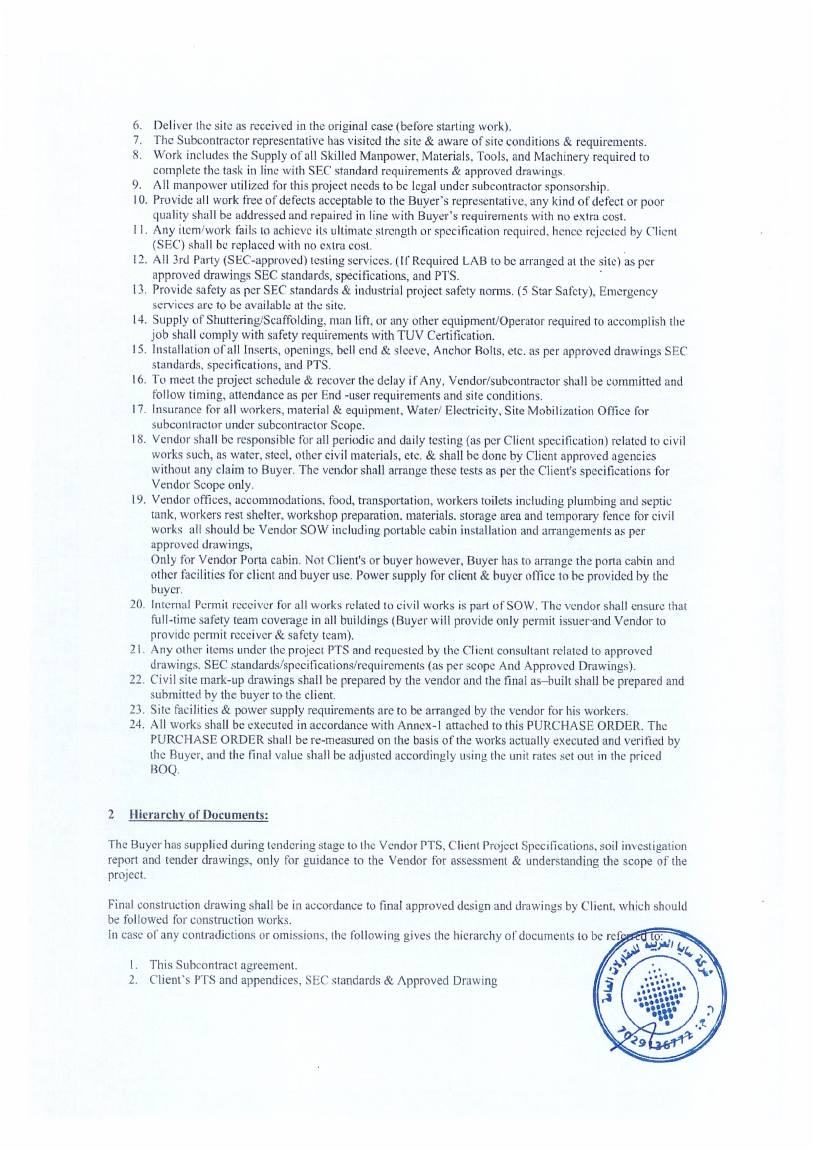 6. Deliver the site as received in the original case (before starting work).
7. The Subcontractor representative has visited the site & aware of site conditions & requirements.
8. Work includes the Supply of all Skilled Manpower, Materials, Tools, and Machinery required to
complete the task in line with SEC standard requirements & approved drawings.
9. All manpower utilized for this project needs to be legal under subcontractor sponsorship.
10. Provide all work free of defects acceptable to the Buyer's representative, any kind of defect or poor
quality shall be addressed and repaired in line with Buyer's requirements with no extra cost.
11. Any item/work fails to achieve its ultimate strength or specification required, hence rejected by Client
(SEC) shall be replaced with no extra cost.
12. All 3rd Party (SEC-approved) testing services. (If Required LAB to be arranged at the site) as per
approved drawings SEC standards, specifications, and PTS.
13. Provide safety as per SEC standards & industrial project safety norms. (5 Star Safety), Emergency
services are to be available at the site.
14. Supply of Shuttering/Scaffolding, man lift, or any other equipment/Operator required to accomplish the
job shall comply with safety requirements with TUV Certification.
15. Installation of all Inserts, openings, bell end & sleeve, Anchor Bolts, etc. as per approved drawings SEC
standards, specifications, and PTS.
16. To meet the project schedule & recover the delay if Any, Vendor/subcontractor shall be committed and
follow timing, attendance as per End -user requirements and site conditions.
17. Insurance for all workers, material & equipment, Water/ Electricity, Site Mobilization Office for
subcontractor under subcontractor Scope.
18. Vendor shall be responsible for all periodic and daily testing (as per Client specification) related to civil
works such, as water, steel, other civil materials, etc. & shall be done by Client approved agencies
without any claim to Buyer. The vendor shall arrange these tests as per the Client's specifications for
Vendor Scope only.
19. Vendor offices, accommodations, food, transportation, workers toilets including plumbing and septic
tank, workers rest shelter, workshop preparation, materials, storage area and temporary fence for civil
works all should be Vendor SOW including portable cabin installation and arrangements as per
approved drawings,
Only for Vendor Porta cabin. Not Client's or buyer however, Buyer has to arrange the porta cabin and
other facilities for client and buyer use. Power supply for client & buyer office to be provided by the
buyer.
20. Internal Permit receiver for all works related to civil works is part of SOW. The vendor shall ensure that
full-time safety team coverage in all buildings (Buyer will provide only permit issuer and Vendor to
provide permit receiver & safety team).
21. Any other items under the project PTS and requested by the Client consultant related to approved
drawings, SEC standards/specifications/requirements (as per scope And Approved Drawings).
22. Civil site mark-up drawings shall be prepared by the vendor and the final as–built shall be prepared and
submitted by the buyer to the client.
23. Site facilities & power supply requirements are to be arranged by the vendor for his workers.
24. All works shall be executed in accordance with Annex-1 attached to this PURCHASE ORDER. The
PURCHASE ORDER shall be re-measured on the basis of the works actually executed and verified by
the Buyer, and the final value shall be adjusted accordingly using the unit rates set out in the priced
BOQ.
2 Hierarchy of Documents:
The Buyer has supplied during tendering stage to the Vendor PTS, Client Project Specifications, soil investigation
report and tender drawings, only for guidance to the Vendor for assessment & understanding the scope of the
project.
Final construction drawing shall be in accordance to final approved design and drawings by Client, which should
be followed for construction works.
In case of any contradictions or omissions, the following gives the hierarchy of documents to be referred to:
1. This Subcontract agreement.
2. Client's PTS and appendices, SEC standards & Approved Drawing
شركة سايا العربية للمقاولات العامة
7029136772